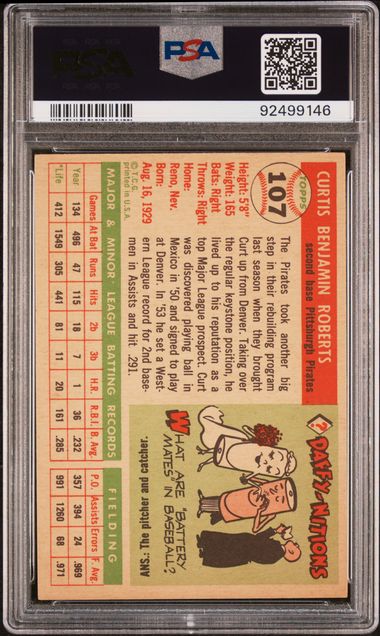 PSA
PSA
92499146
CURTIS BENJAMIN ROBERTS
second base Pittsburgh Pirates
TOPPS
107
Height: 5'8"
Weight: 165
Bats: Right
Throws: Right
Home:
Reno, Nev.
Born:
Aug. 16, 1929
© T. C. G.
printed in U.S.A.
The Pirates took another big
step in their rebuilding program
last season when they brought
Curt up from Denver. Taking over
the regular keystone position, he
lived up to his reputation as a
top Major League prospect. Curt
was discovered playing ball in
Mexico in '50 and signed to play
at Denver. In '53 he set a West-
ern League record for 2nd base-
men in Assists and hit .291.
? DAFFY-NITIONS
WHAT ARE "BATTERY
MATES" IN BASEBALL?
ANS.: The pitcher and catcher.
MAJOR & MINOR LEAGUE BATTING RECORDS FIELDING
Games At Bat Runs Hits 2b 3b H.R. R.B.I. B. Avg. P.O. Assists Errors F. Avg.
Year 134 496 47 115 18 7 1 36 .232 357 394 24 .969
'Life 412 1549 305 441 81 11 20 161 .285 991 1260 68 .971